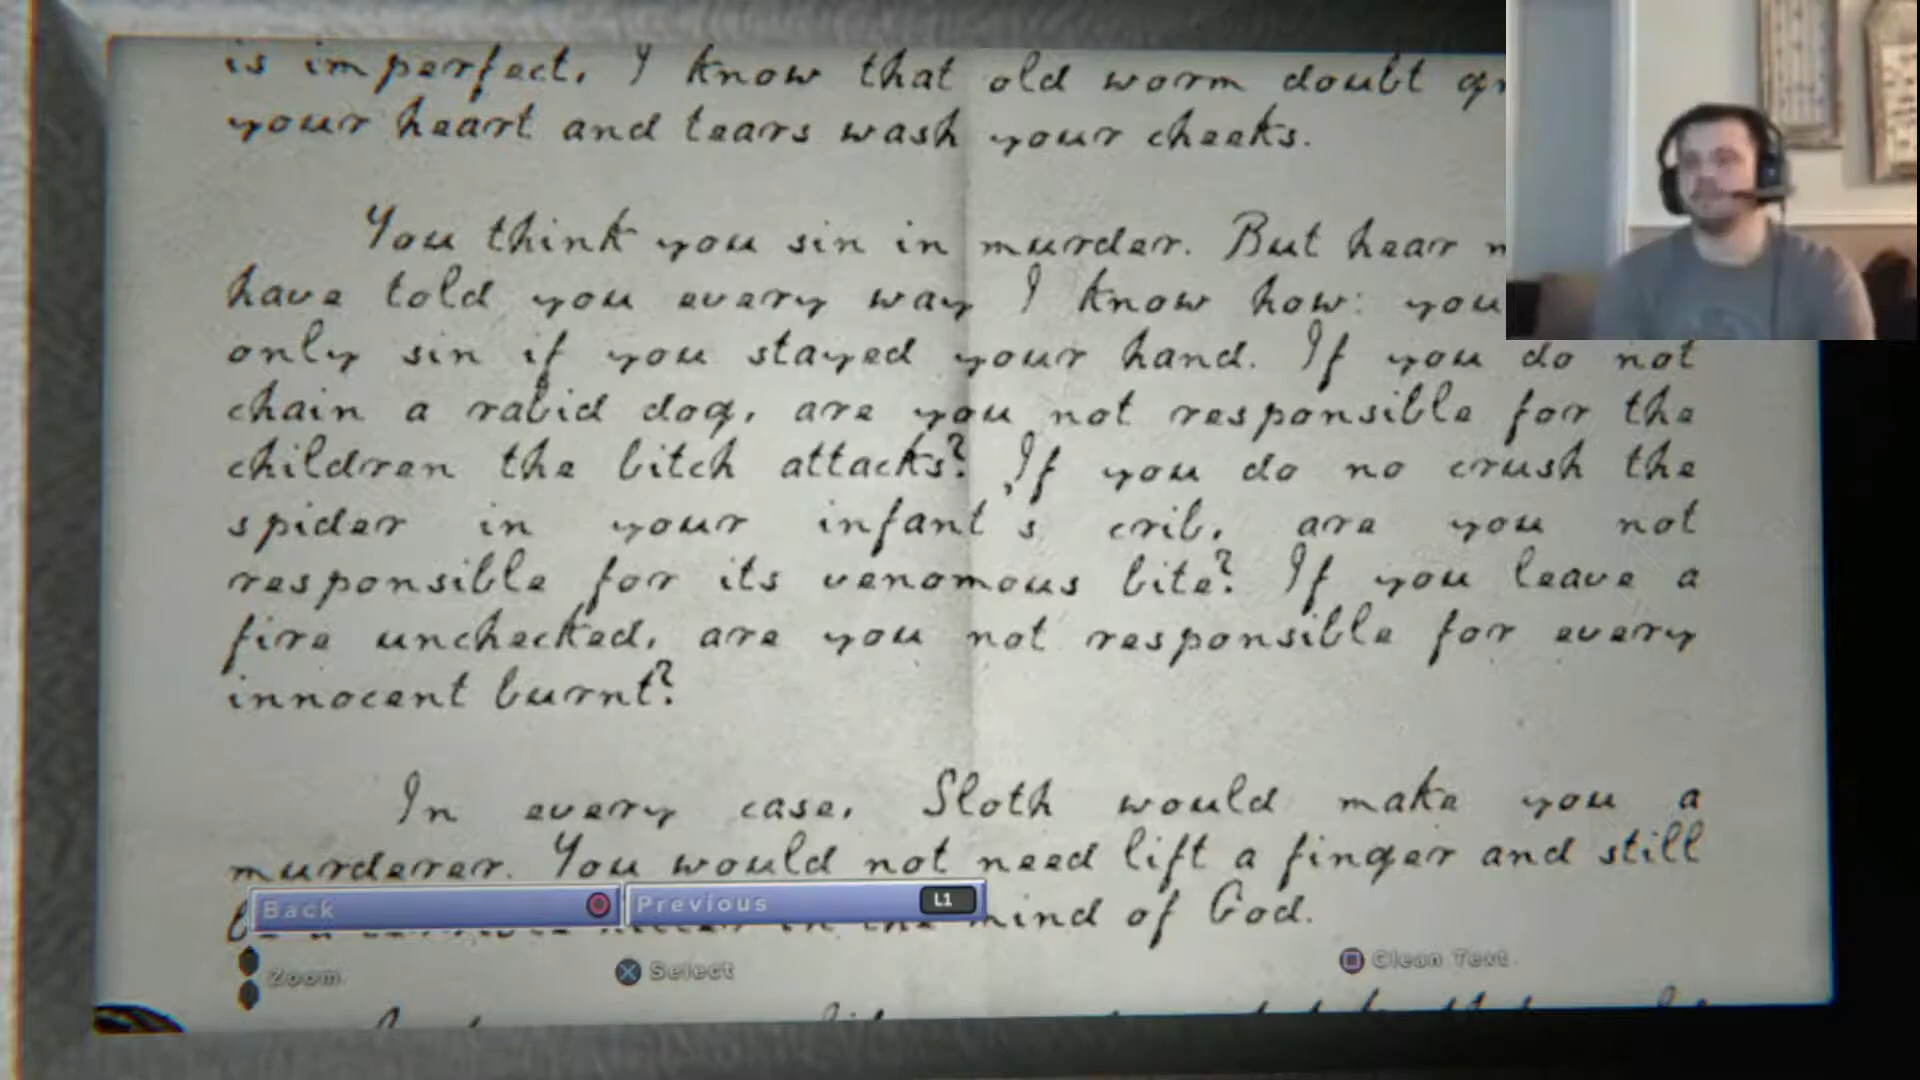 is imperfect. I know that old worm doubt
your heart and tears wash your cheeks.
You think you sin in murder. But hear
have told you every way I know how: you
only sin if you stayed your hand. If you do not
chain a rabid dog, are you not responsible for the
children the bitch attacks? If you do no crush the
spider in your infant's crib, are you not
responsible for its venomous bite? If you leave a
fire unchecked, are you not responsible for every
innocent burnt?
In every case, Sloth would make you a
murderer. You would not need lift a finger and still
mind of God.
Back
Previous L1
Zoom
Select
Clean Text